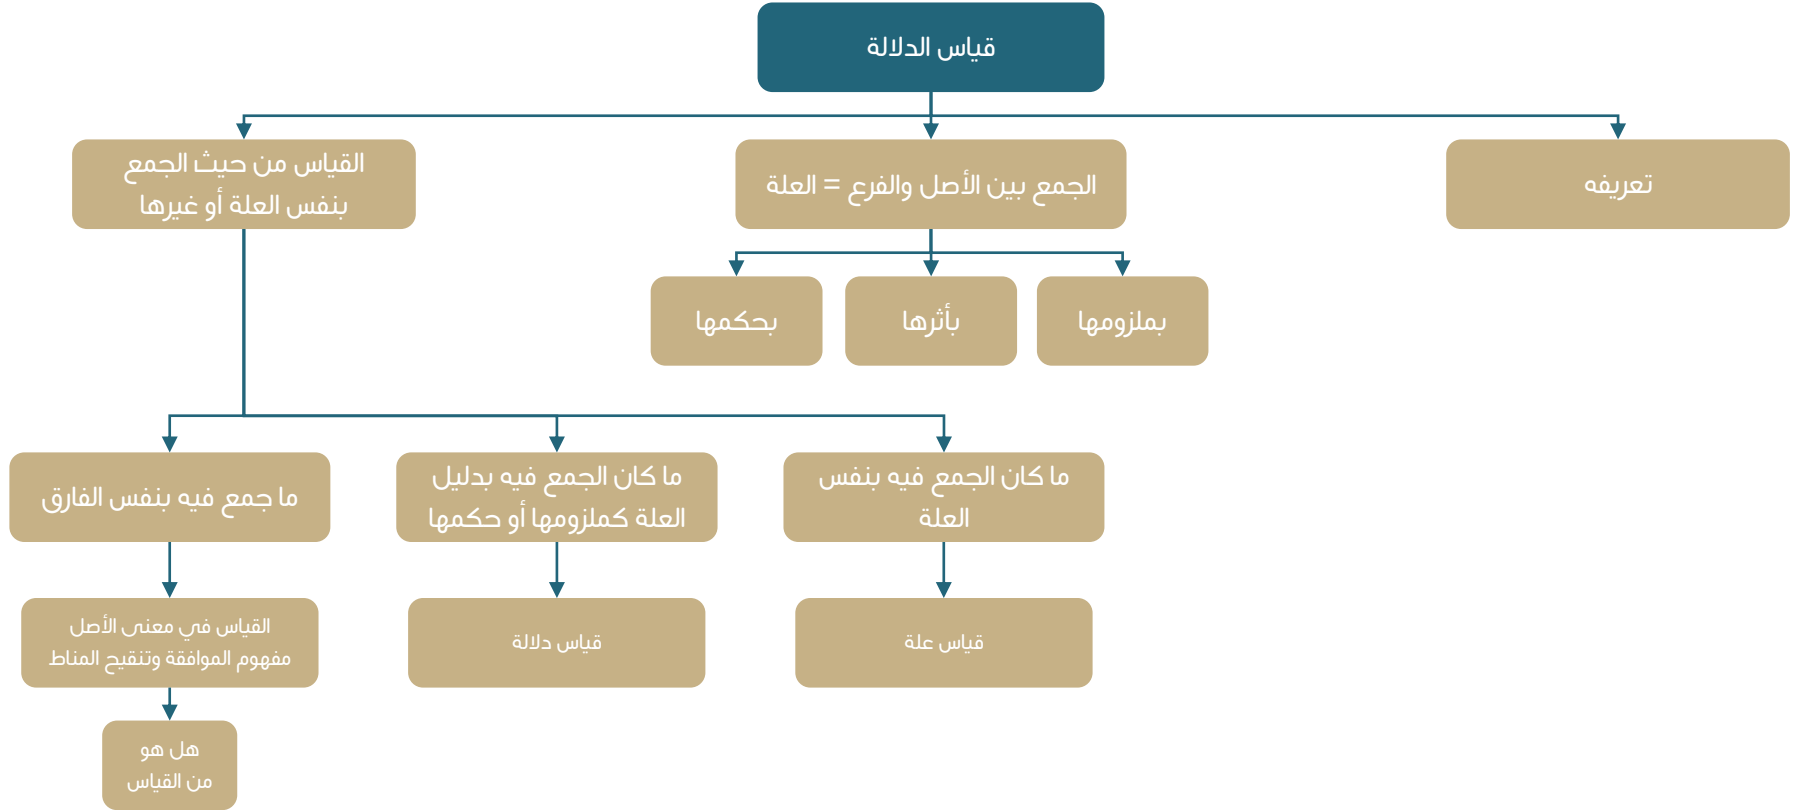 قياس الدلالة
تعريفه
الجمع بين الأصل والفرع = العلة
القياس من حيث الجمع
بنفس العلة أو غيرها
بملزومها
بأثرها
بحكمها
ما كان الجمع فيه بنفس
العلة
ما كان الجمع فيه بدليل
العلة كملزومها أو حكمها
ما جمع فيه بنفس الفارق
قياس علة
قياس دلالة
القياس في معنى الأصل
مفهوم الموافقة وتنقيح المناط
هل هو
من القياس